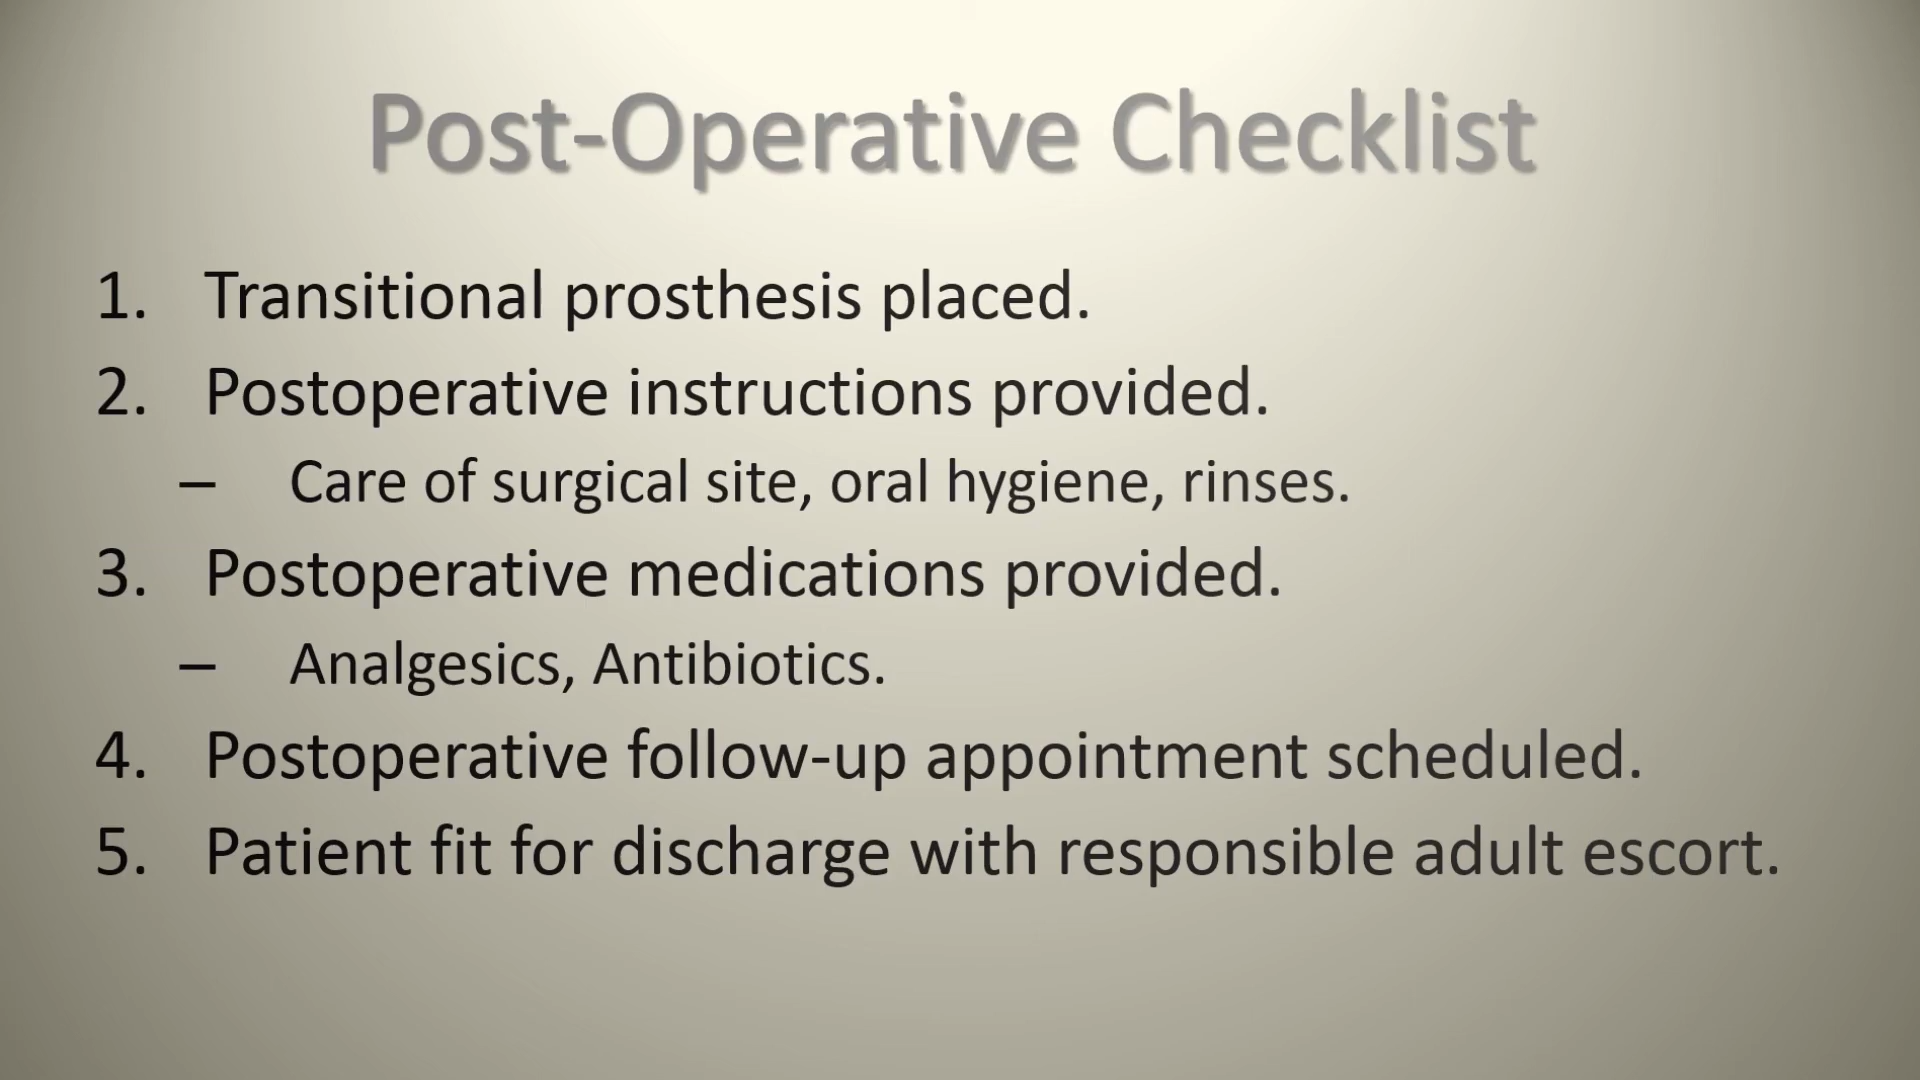 Post-Operative Checklist
1. Transitional prosthesis placed.
2. Postoperative instructions provided.
– Care of surgical site, oral hygiene, rinses.
3. Postoperative medications provided.
– Analgesics, Antibiotics.
4. Postoperative follow-up appointment scheduled.
5. Patient fit for discharge with responsible adult escort.